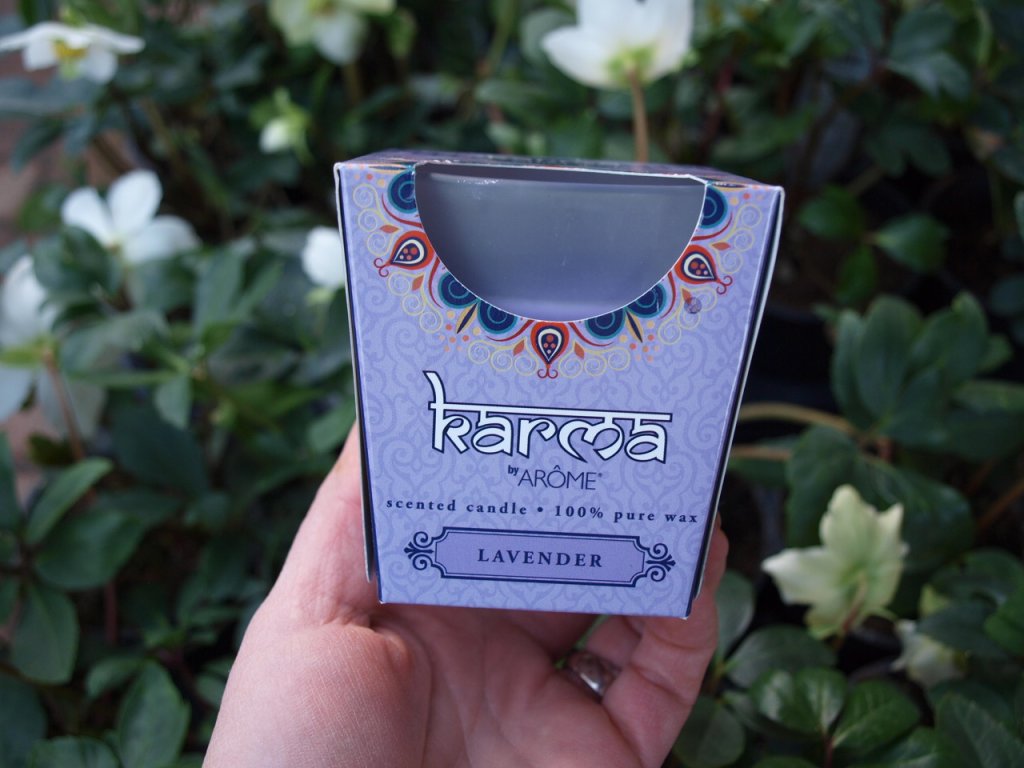 karma
by ARÔME®
scented candle • 100% pure wax
LAVENDER